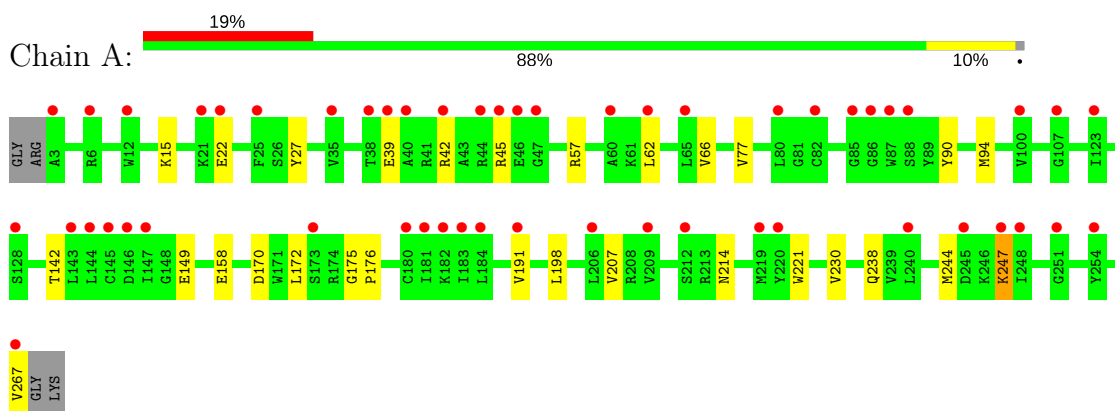 19%
Chain A:
88% 10% •
GLY ARG A3 R6 W12 K15 K21 E22 F25 S26 Y27 V35 T38 E39 A40 R41 R42 A43 R44 R45 E46 G47 R57 A60 K61 L62 L65 V66 V77 L80 G81 C82 G85 G86 W87 S88 Y89 Y90 M94 V100 G107 I123
S128 T142 L143 L144 C145 D146 I147 G148 E149 E158 D170 W171 L172 S173 R174 G175 P176 C180 I181 K182 I183 L184 V191 L198 L206 V207 R208 V209 S212 R213 N214 M219 Y220 W221 V230 Q238 V239 L240 M244 D245 K246 K247 I248 G251 Y254
V267 GLY LYS